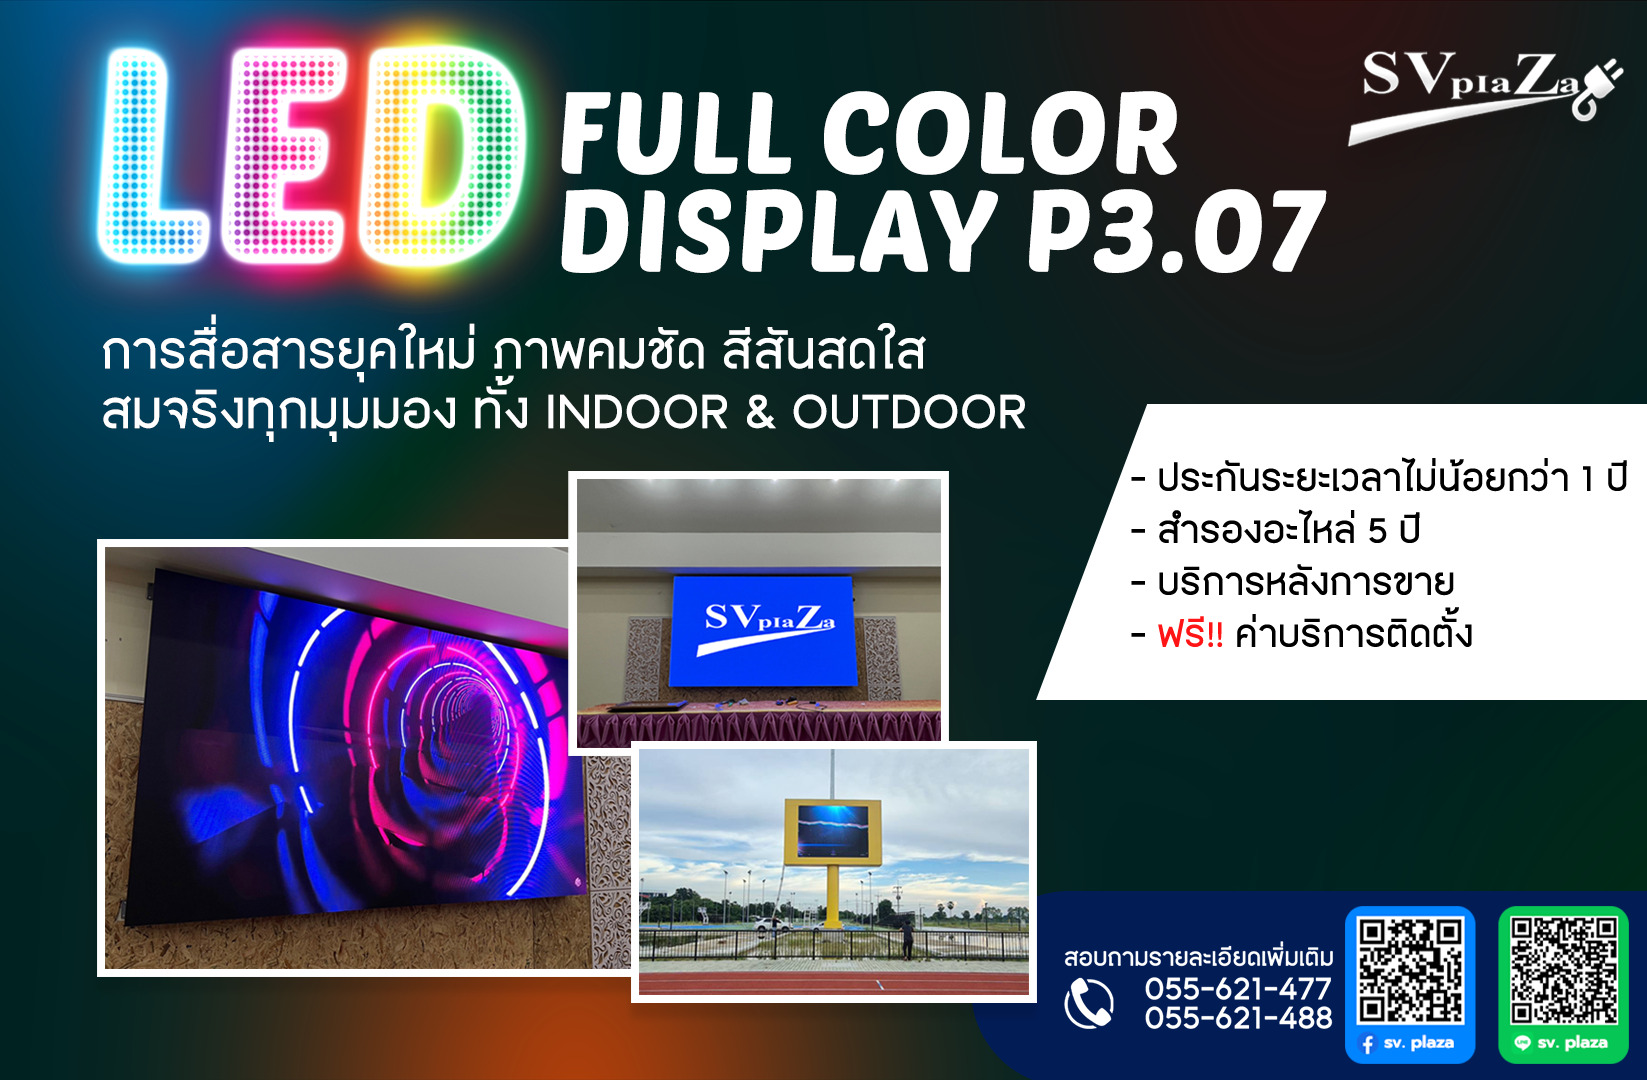 LED
FULL COLOR
DISPLAY P3.07
SVplaZa
การสื่อสารยุคใหม่ ภาพคมชัด สีสันสดใส
สมจริงทุกมุมมอง ทั้ง INDOOR & OUTDOOR
- ประกันระยะเวลาไม่น้อยกว่า 1 ปี
- สำรองอะไหล่ 5 ปี
- บริการหลังการขาย
- ฟรี!! ค่าบริการติดตั้ง
SVplaZa
สอบถามรายละเอียดเพิ่มเติม
055-621-477
055-621-488
sv. plaza
LINE sv. plaza